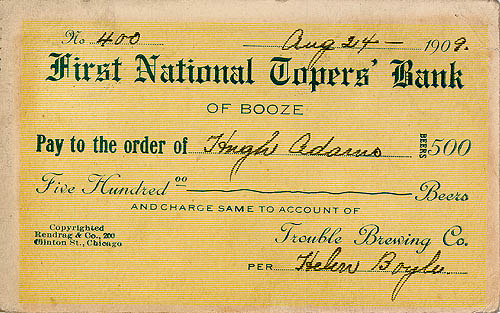 No 400 Aug 24 - 1909.
First National Topers' Bank
OF BOOZE
Pay to the order of Hugh Adams BEERS 500
Five Hundred 00 Beers
AND CHARGE SAME TO ACCOUNT OF
Copyrighted
Rendrag & Co., 200
Clinton St., Chicago
Trouble Brewing Co.
PER Helen Boyle